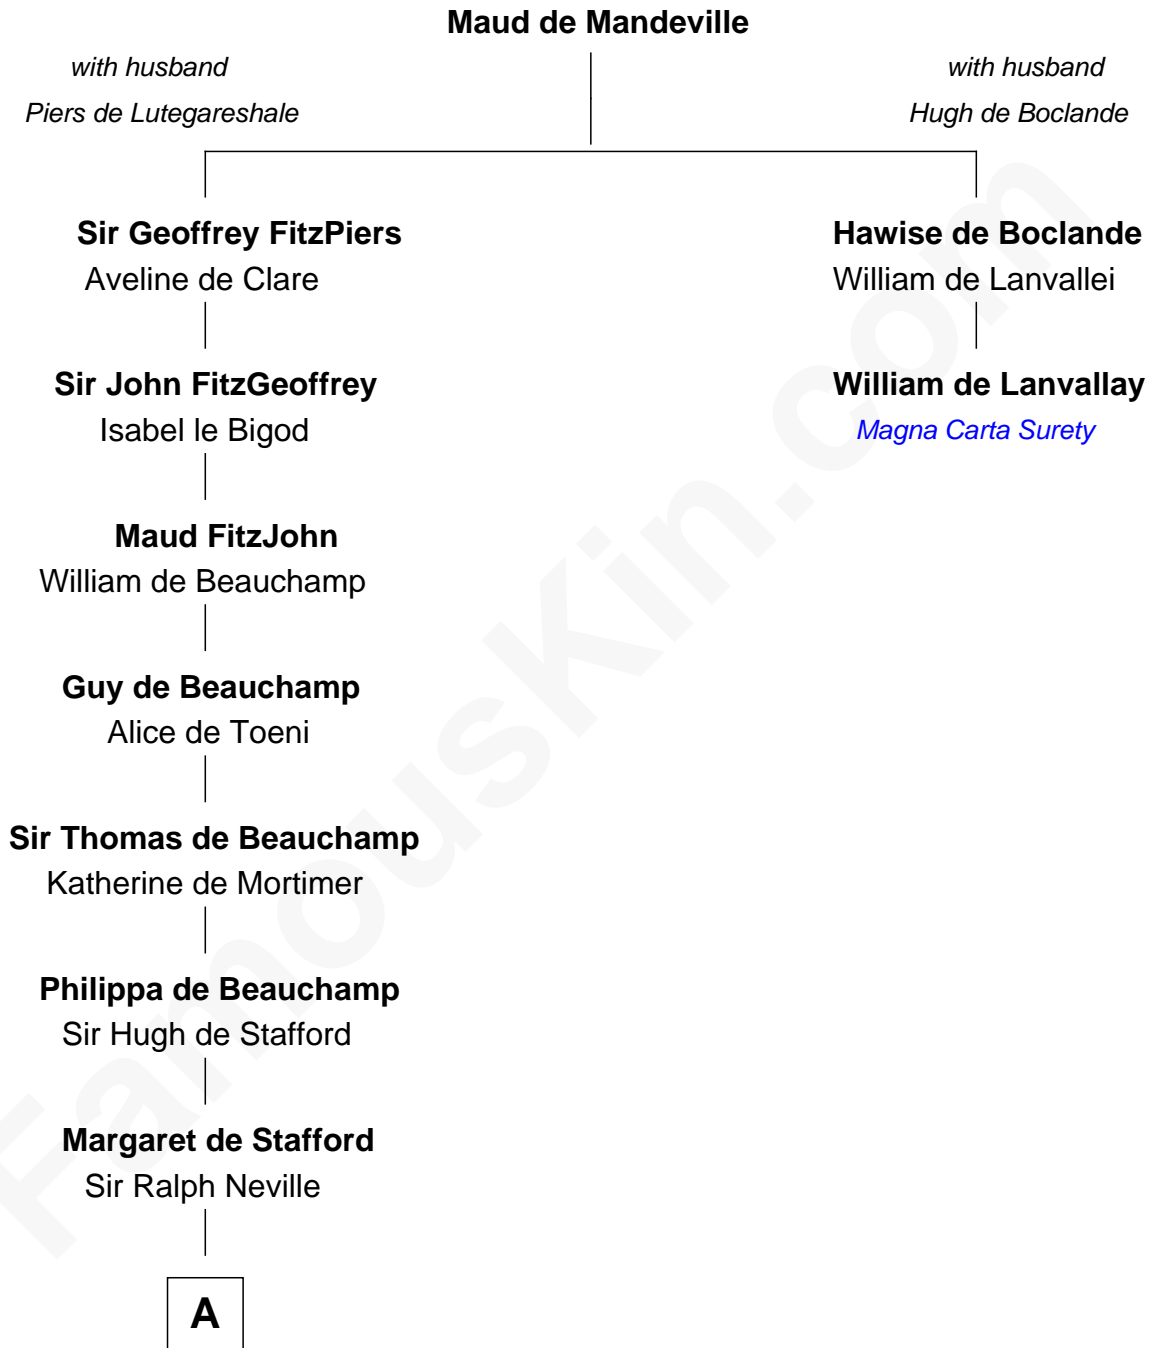 Maud de Mandeville
with husband
Piers de Lutegareshale
with husband
Hugh de Boclande
Sir Geoffrey FitzPiers
Aveline de Clare
Hawise de Boclande
William de Lanvallei
Sir John FitzGeoffrey
Isabel le Bigod
William de Lanvallay
Magna Carta Surety
Maud FitzJohn
William de Beauchamp
Guy de Beauchamp
Alice de Toeni
Sir Thomas de Beauchamp
Katherine de Mortimer
Philippa de Beauchamp
Sir Hugh de Stafford
Margaret de Stafford
Sir Ralph Neville
A
FamousKin.com